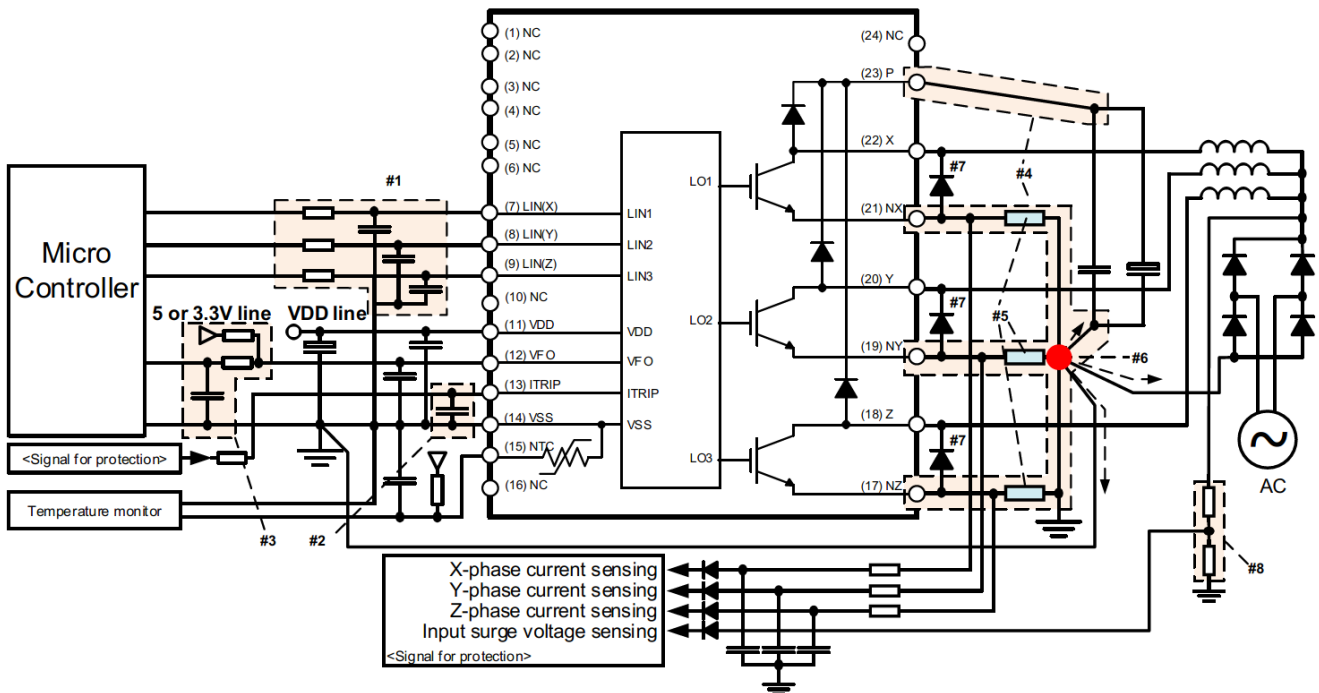 (1) NC
(2) NC
(3) NC
(4) NC
(5) NC
(6) NC
(7) LIN(X)
(8) LIN(Y)
(9) LIN(Z)
(10) NC
(11) VDD
(12) VFO
(13) ITRIP
(14) VSS
(15) NTC
(16) NC
(24) NC
(23) P
(22) X
(21) NX
(20) Y
(19) NY
(18) Z
(17) NZ
LIN1
LIN2
LIN3
VDD
VFO
ITRIP
VSS
LO1
LO2
LO3
Micro
Controller
#1
5 or 3.3V line
VDD line
<Signal for protection>
Temperature monitor
#3
#2
#7
#4
#7
#5
#6
#7
AC
#8
X-phase current sensing
Y-phase current sensing
Z-phase current sensing
Input surge voltage sensing
<Signal for protection>